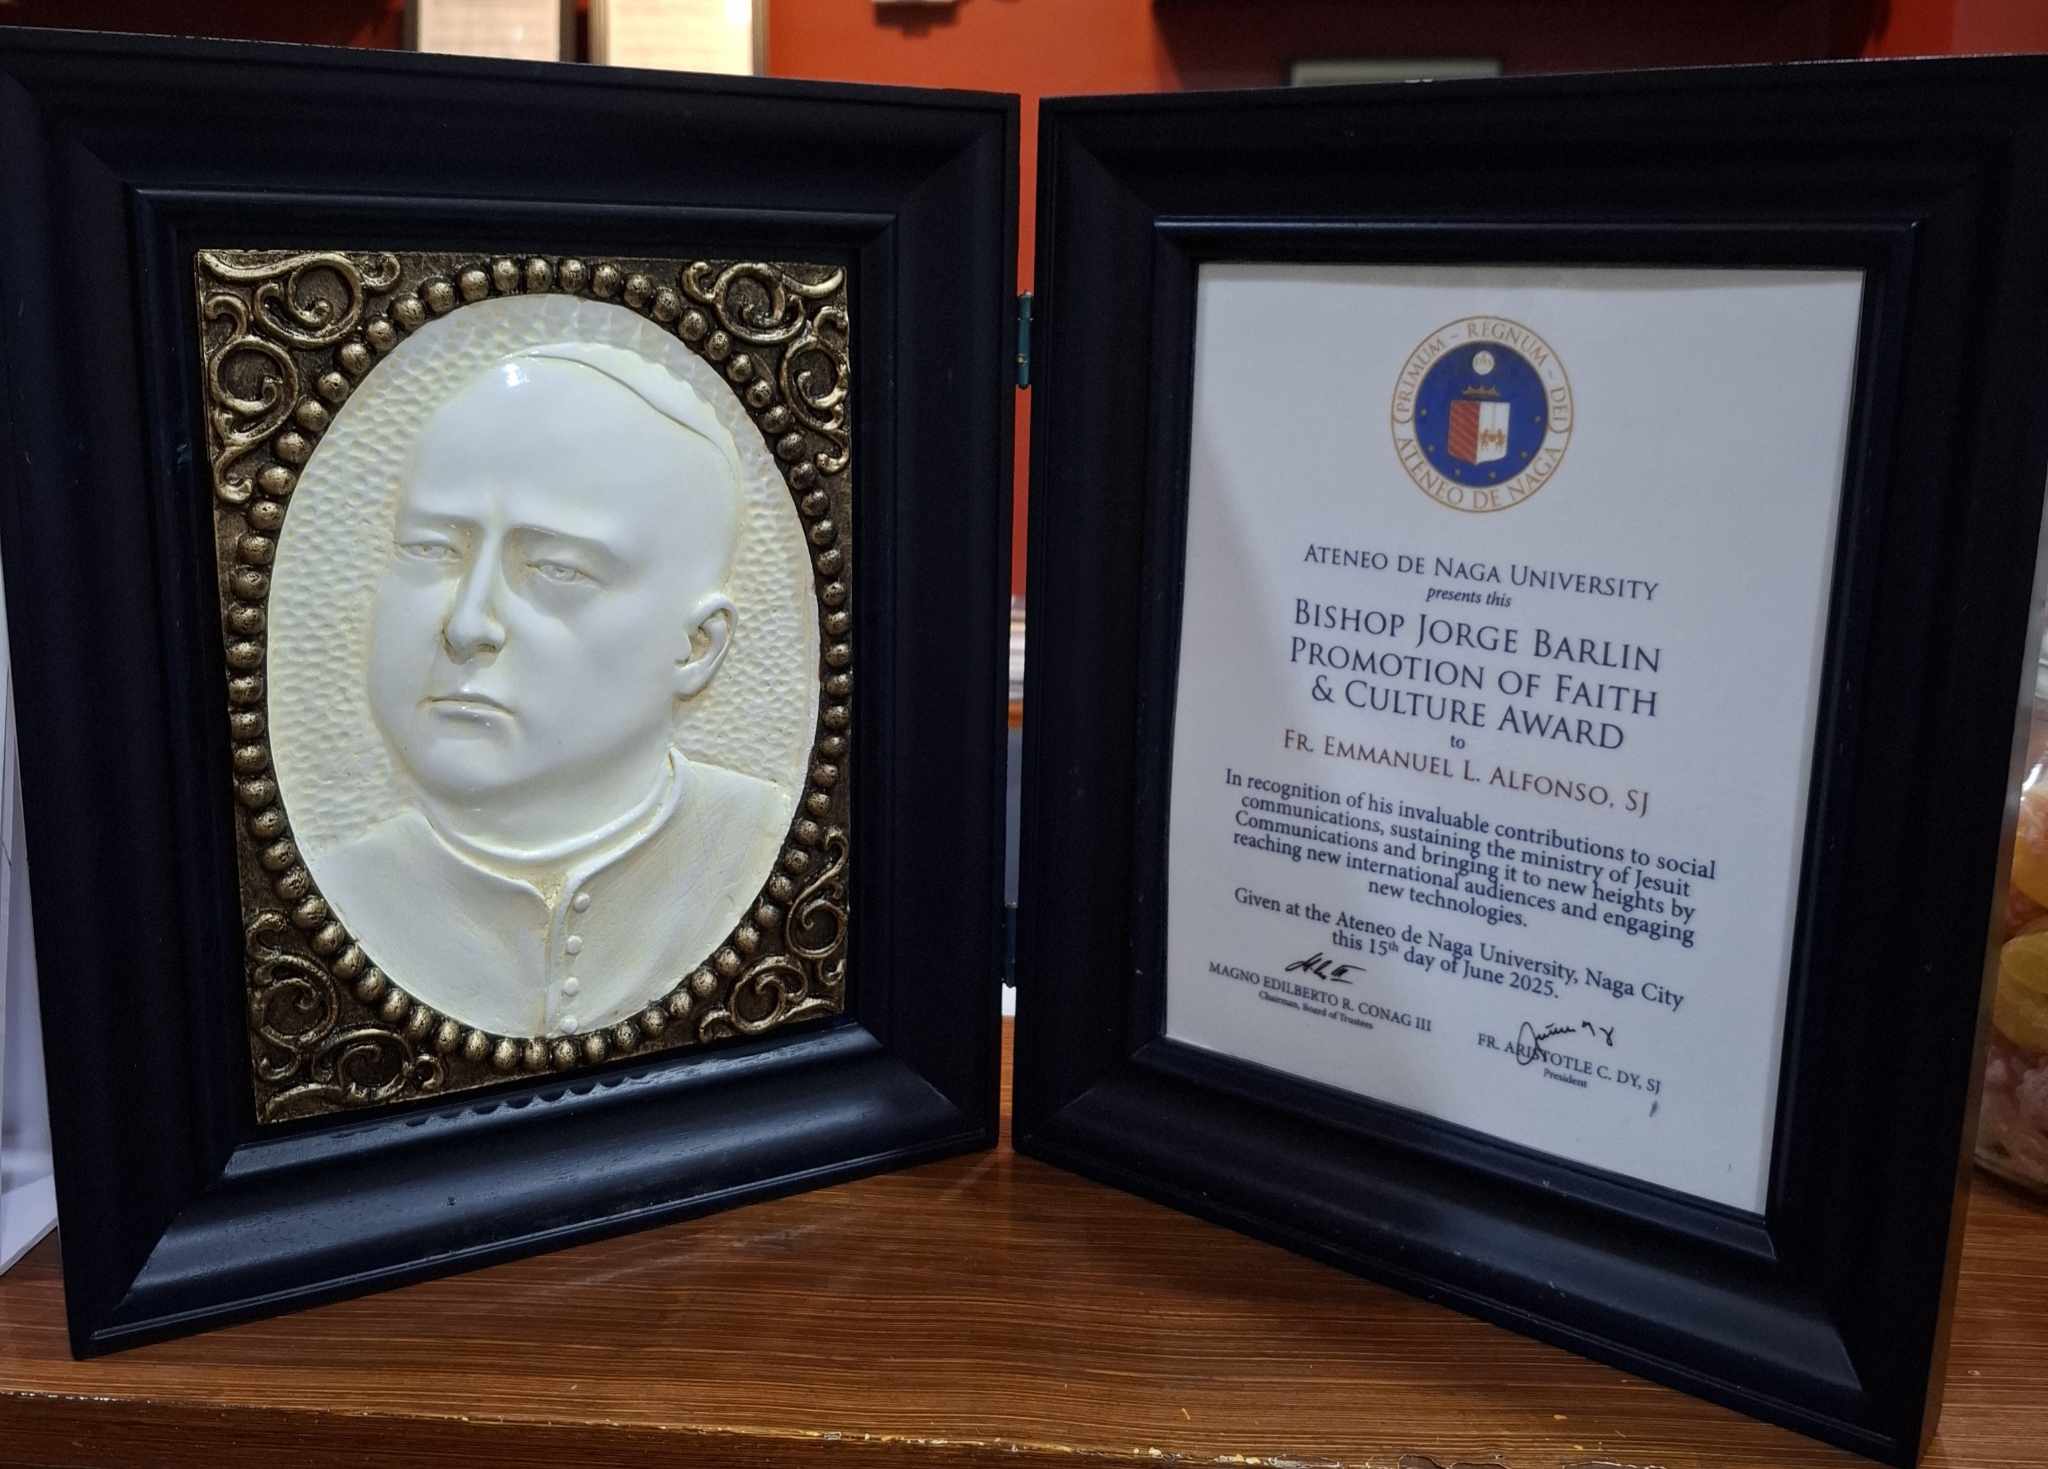 PRIMUM ~ REGNUM ~ DEI
ATENEO DE NAGA
ATENEO DE NAGA UNIVERSITY
presents this
BISHOP JORGE BARLIN
PROMOTION OF FAITH
& CULTURE AWARD
to
FR. EMMANUEL L. ALFONSO, SJ
In recognition of his invaluable contributions to social
communications, sustaining the ministry of Jesuit
Communications and bringing it to new heights by
reaching new international audiences and engaging
new technologies.
Given at the Ateneo de Naga University, Naga City
this 15th day of June 2025.
MAGNO EDILBERTO R. CONAG III
Chairman, Board of Trustees
FR. ARISTOTLE C. DY, SJ
President